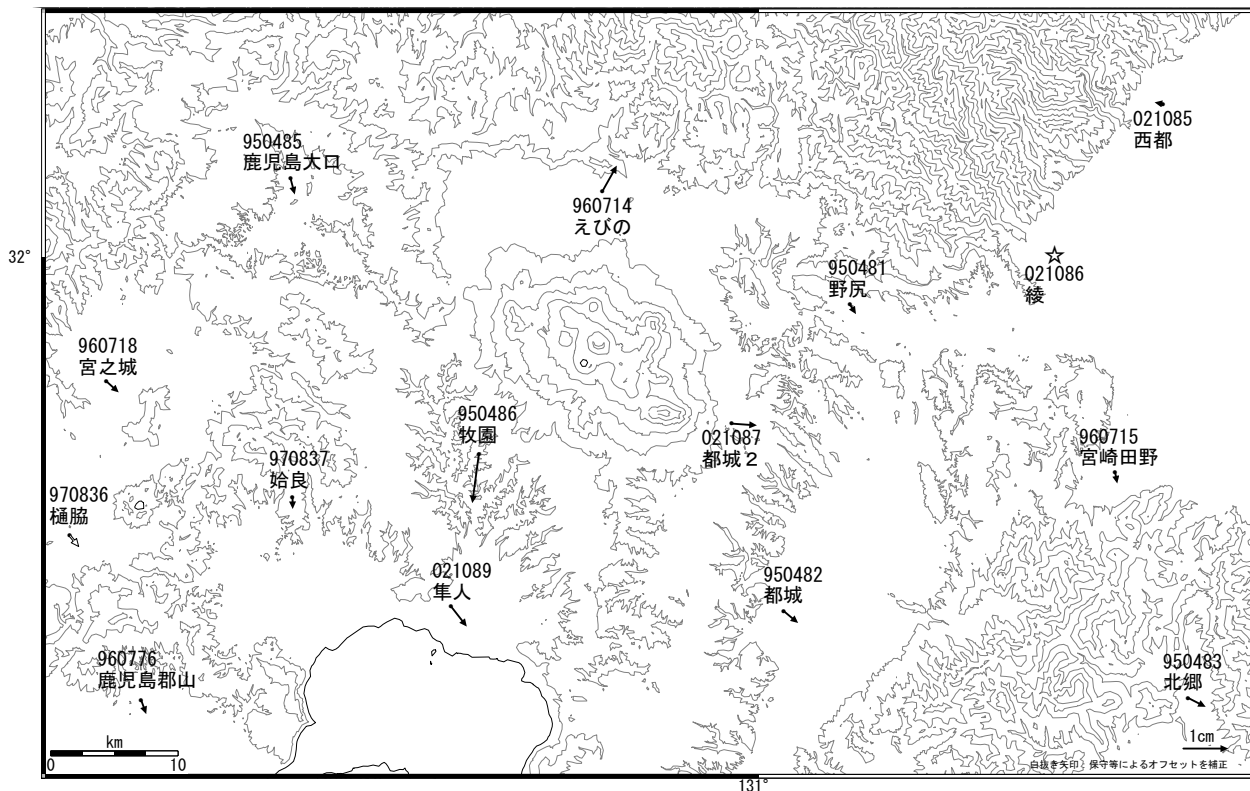 021085
西都
950485
鹿児島大口
960714
えびの
32°
950481
野尻
021086
綾
960718
宮之城
950486
牧園
021087
都城２
960715
宮崎田野
970837
姶良
970836
樋脇
021089
隼人
950482
都城
960776
鹿児島郡山
950483
北郷
km
0 10
1cm
白抜き矢印：保守等によるオフセットを補正
131°